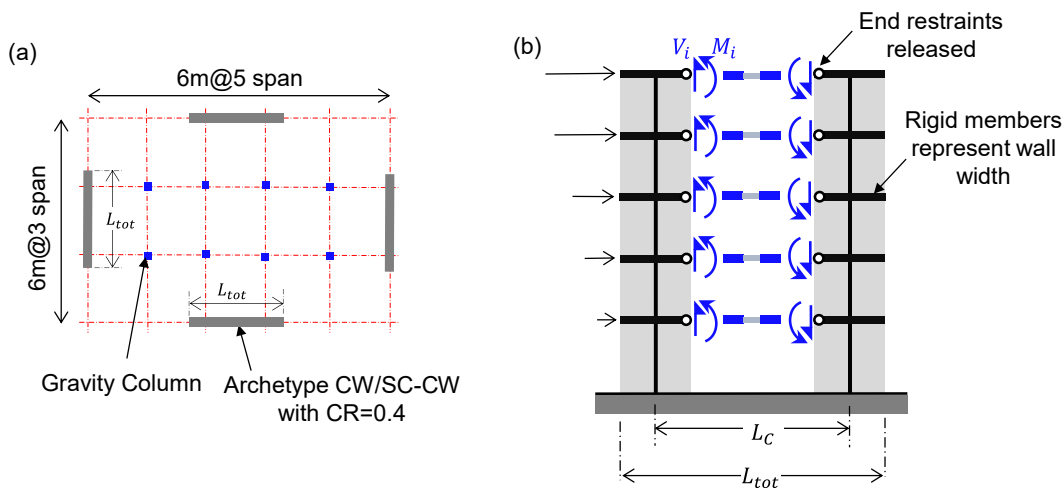 (a)
6m@5 span
6m@3 span
L_tot
L_tot
Gravity Column
Archetype CW/SC-CW
with CR=0.4
(b)
V_i
M_i
End restraints
released
Rigid members
represent wall
width
L_C
L_tot